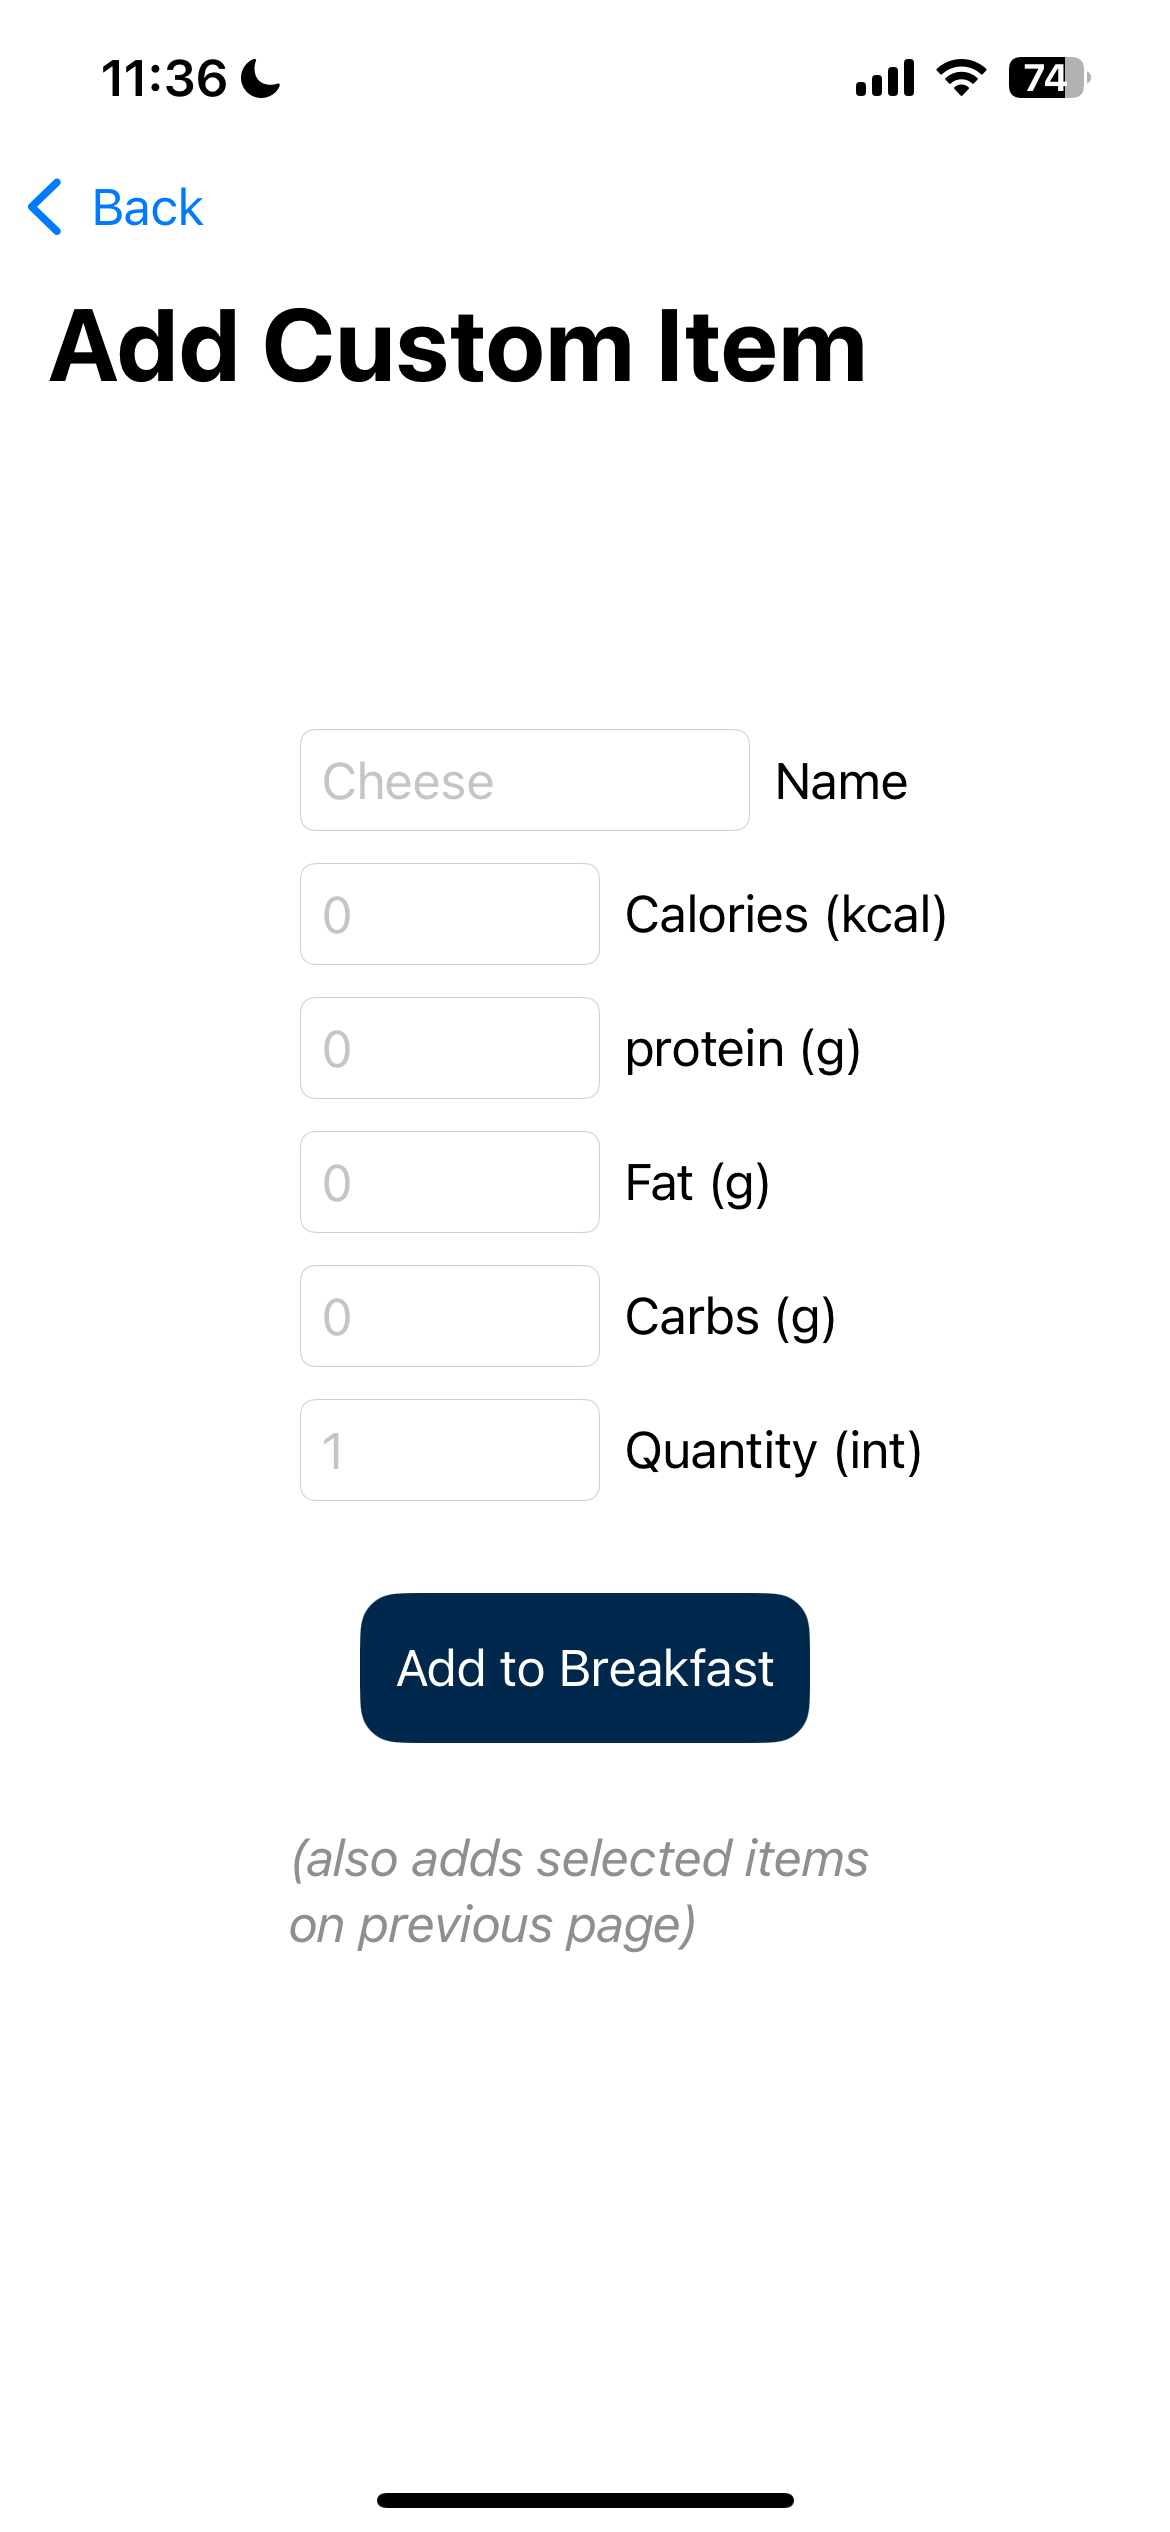 11:36
74
Back
Add Custom Item
Cheese Name
0 Calories (kcal)
0 protein (g)
0 Fat (g)
0 Carbs (g)
1 Quantity (int)
Add to Breakfast
(also adds selected items
on previous page)